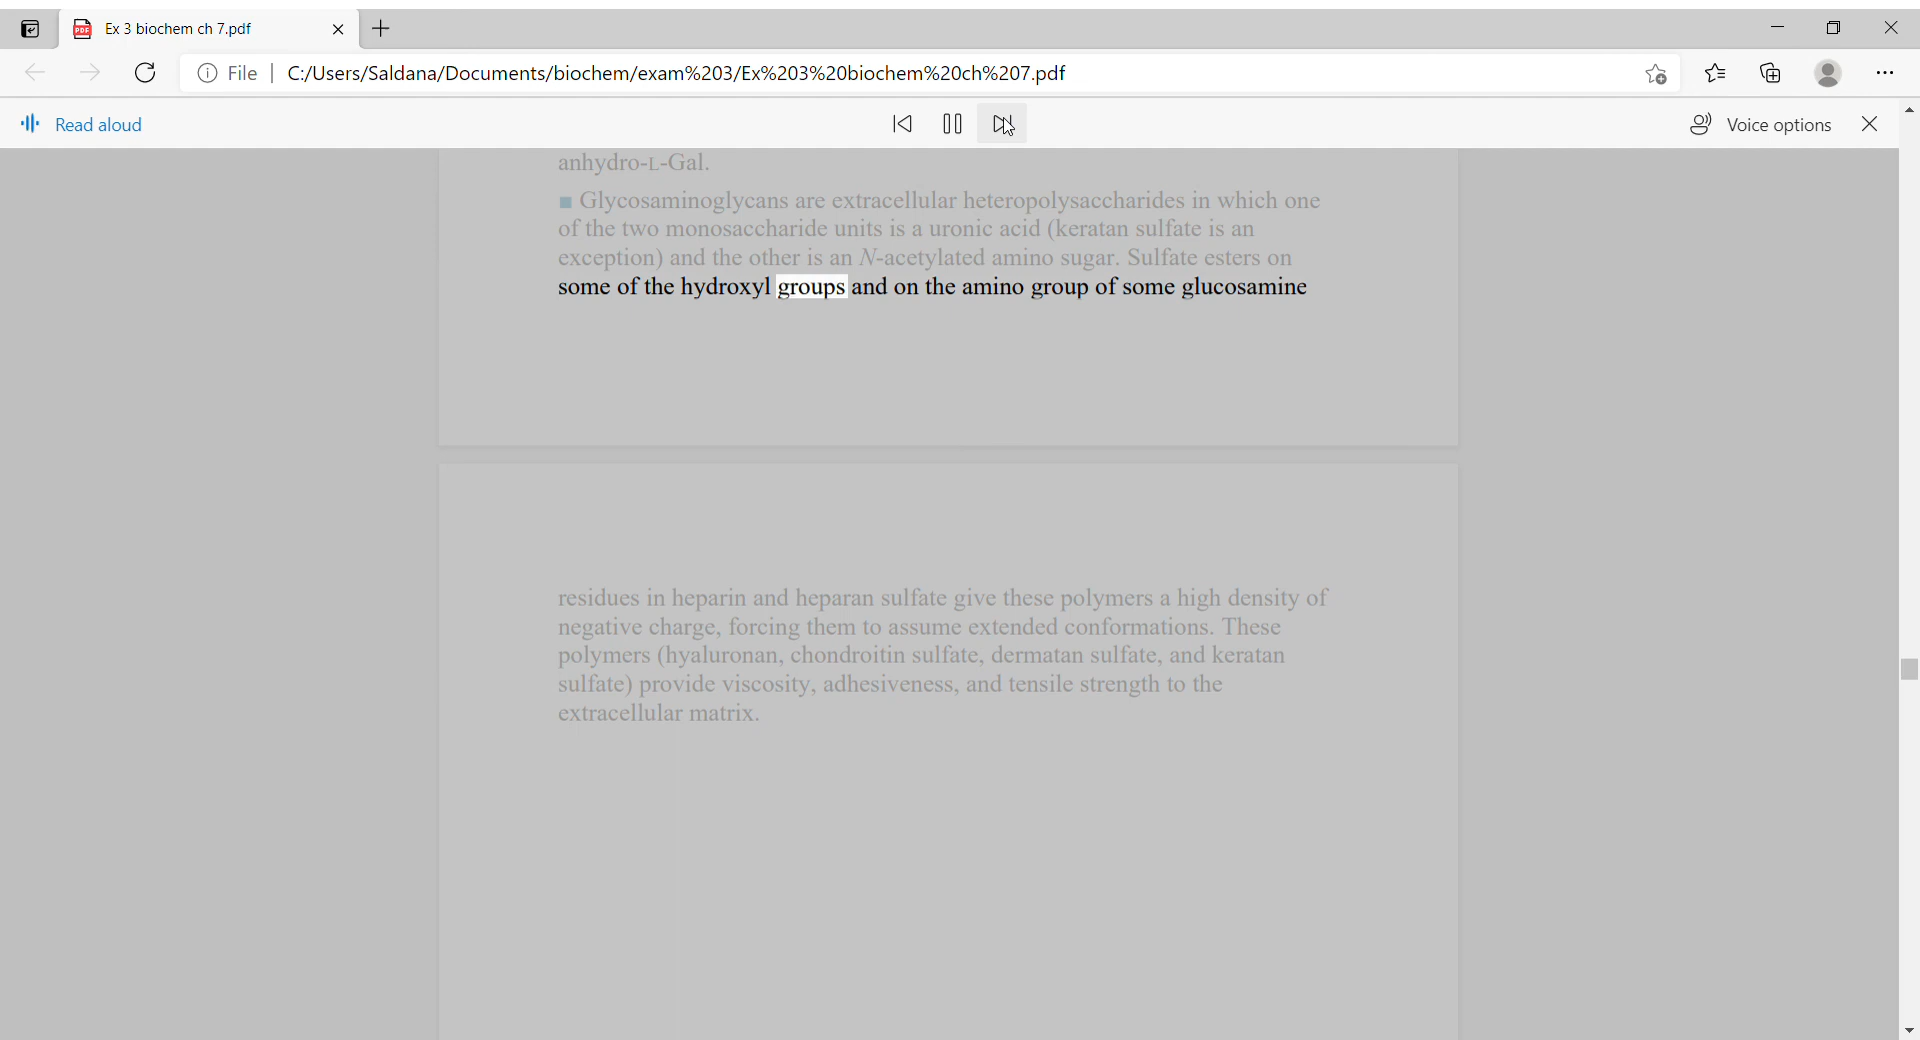 Ex 3 biochem ch 7.pdf
File
C:/Users/Saldana/Documents/biochem/exam%203/Ex%203%20biochem%20ch%207.pdf
Read aloud
Voice options
anhydro-L-Gal.
■ Glycosaminoglycans are extracellular heteropolysaccharides in which one
of the two monosaccharide units is a uronic acid (keratan sulfate is an
exception) and the other is an N-acetylated amino sugar. Sulfate esters on
some of the hydroxyl groups and on the amino group of some glucosamine
residues in heparin and heparan sulfate give these polymers a high density of
negative charge, forcing them to assume extended conformations. These
polymers (hyaluronan, chondroitin sulfate, dermatan sulfate, and keratan
sulfate) provide viscosity, adhesiveness, and tensile strength to the
extracellular matrix.